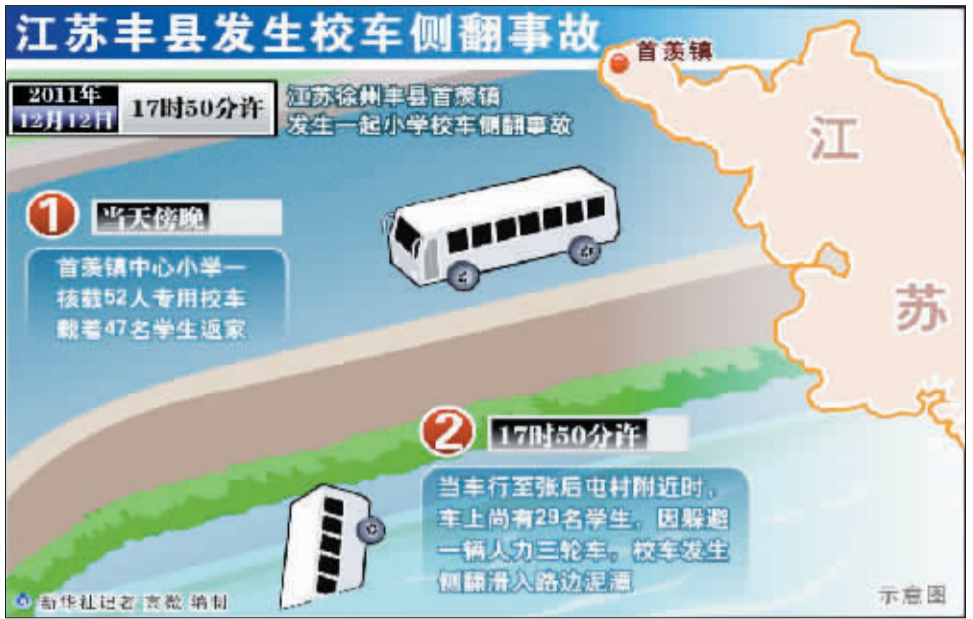 江苏丰县发生校车侧翻事故
首羡镇
2011年
12月12日
17时50分许
江苏徐州丰县首羡镇
发生一起小学校车侧翻事故
江
苏
1
当天傍晚
首羡镇中心小学一
核载52人专用校车
载着47名学生返家
2
17时50分许
当车行至张后屯村附近时，
车上尚有29名学生，因躲避
一辆人力三轮车，校车发生
侧翻滑入路边泥潭
新华社记者 编制
示意图